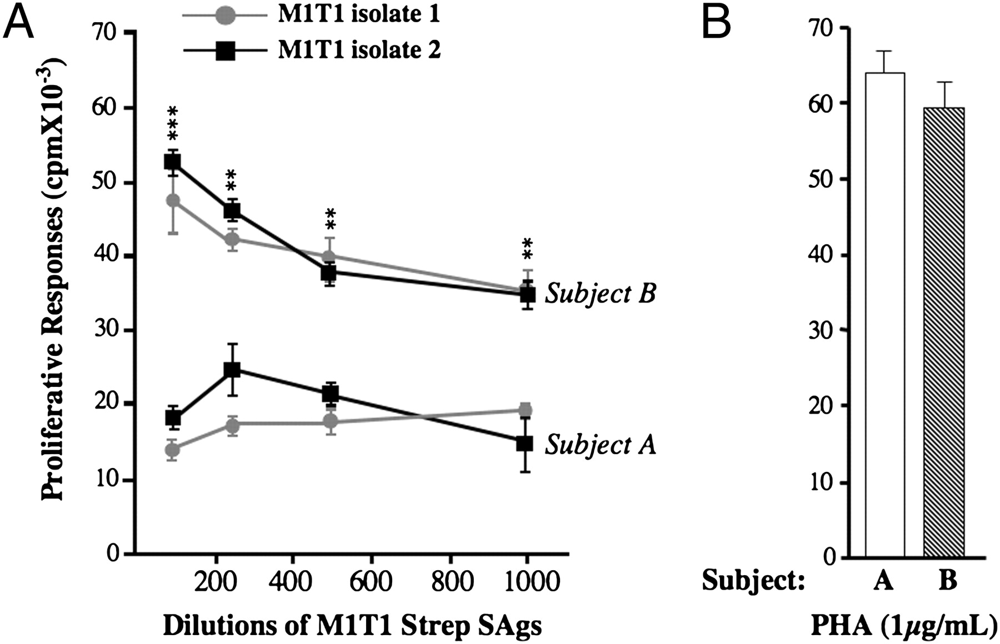 A
M1T1 isolate 1
M1T1 isolate 2
Proliferative Responses (cpmX10⁻³)
70
60
50
40
30
20
10
0
***
**
**
**
Subject B
Subject A
200 400 600 800 1000
Dilutions of M1T1 Strep SAgs
B
70
60
50
40
30
20
10
0
Subject: A B
PHA (1µg/mL)